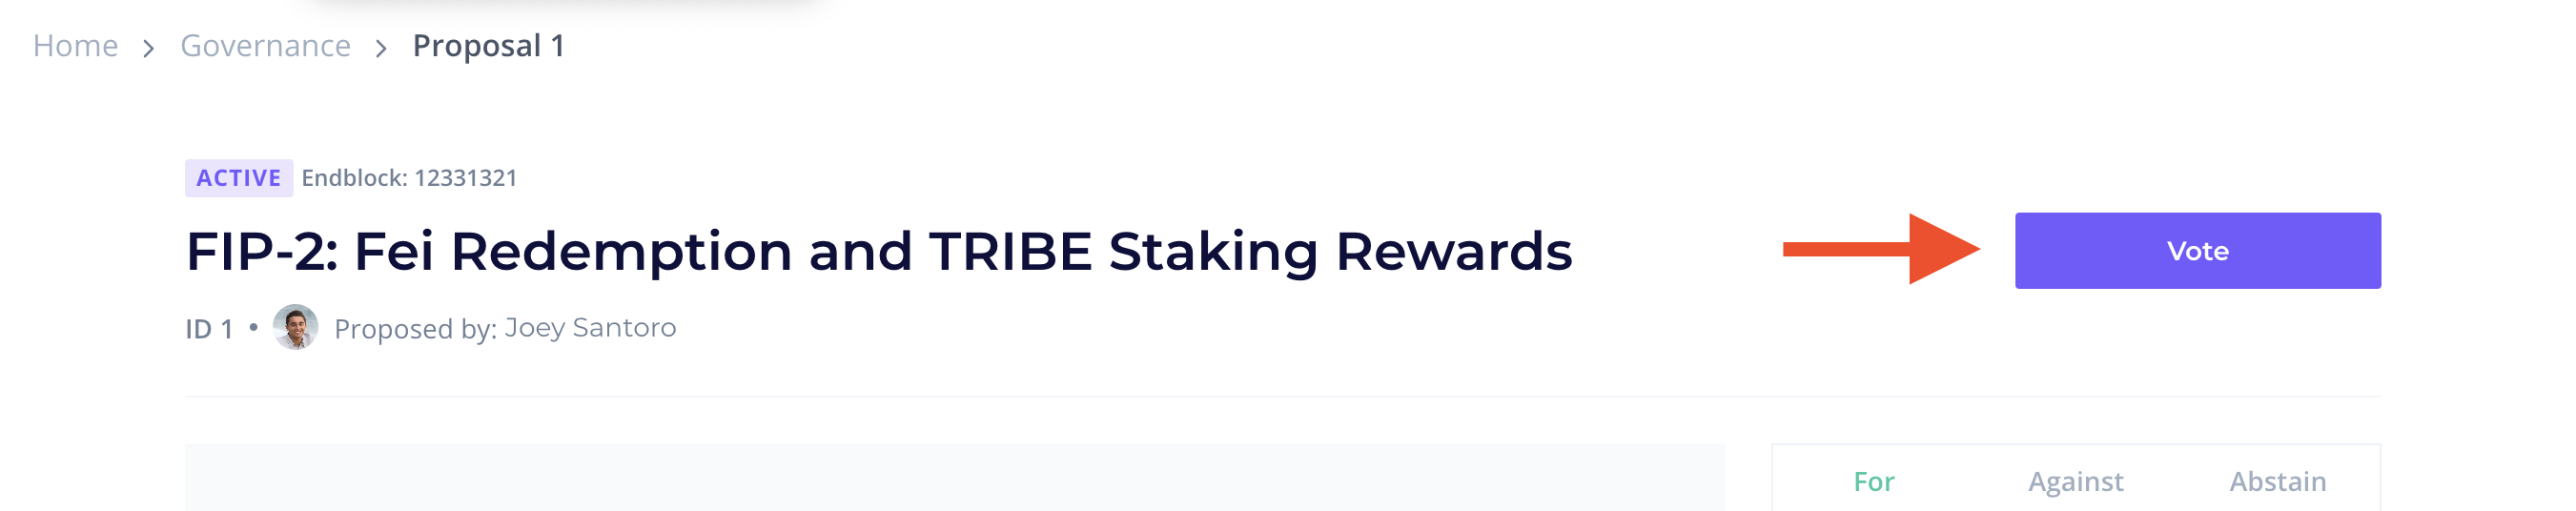 Home > Governance > Proposal 1
ACTIVE Endblock: 12331321
FIP-2: Fei Redemption and TRIBE Staking Rewards
Vote
ID 1 • Proposed by: Joey Santoro
For Against Abstain